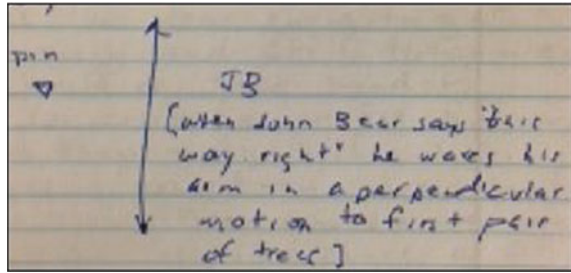 pin
JB
[when John Bear says "this
way right" he waves his
arm in a perpendicular
motion to first pair
of trees]